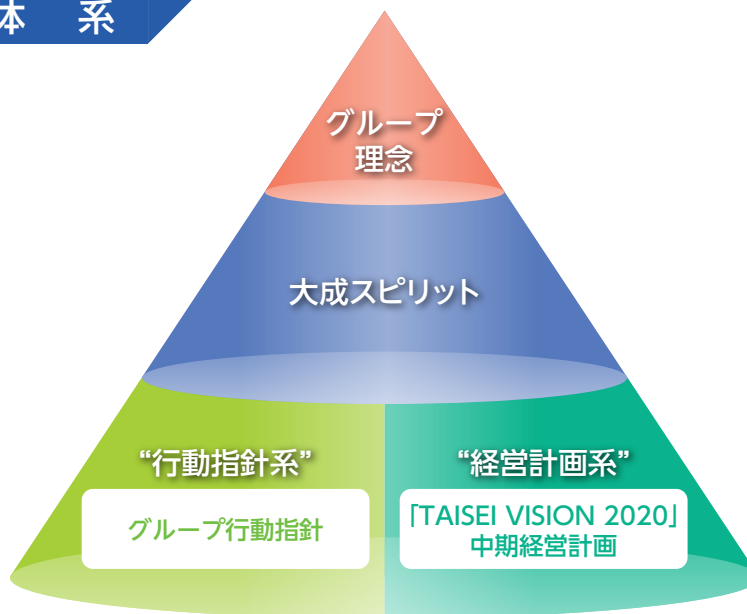 体 系
グループ
理念
大成スピリット
“行動指針系”
グループ行動指針
“経営計画系”
「TAISEI VISION 2020」
中期経営計画